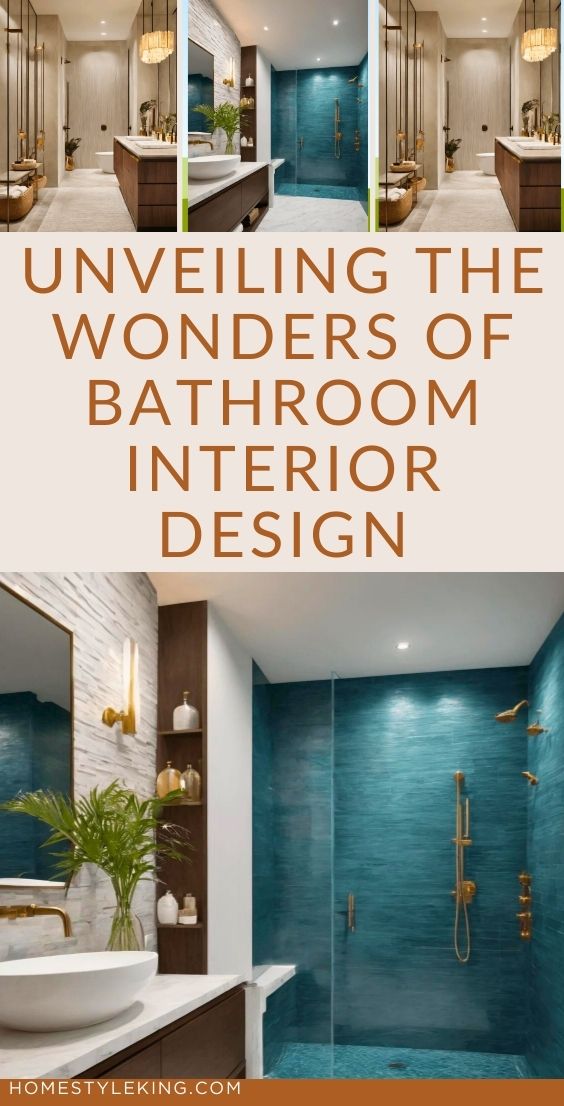 UNVEILING THE
WONDERS OF
BATHROOM
INTERIOR
DESIGN
HOMESTYLEKING.COM